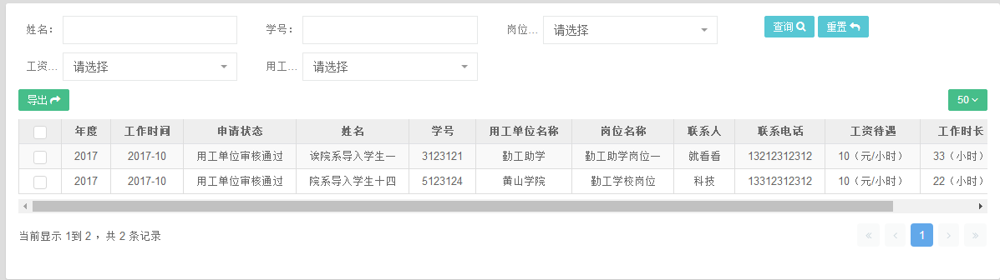 姓名： 学号： 岗位... 请选择 查询 重置
工资... 请选择 用工... 请选择
导出 50
年度 工作时间 申请状态 姓名 学号 用工单位名称 岗位名称 联系人 联系电话 工资待遇 工作时长
2017 2017-10 用工单位审核通过 诶院系导入学生一 3123121 勤工助学 勤工助学岗位一 就看看 13212312312 10（元/小时） 33（小时）
2017 2017-10 用工单位审核通过 院系导入学生十四 5123124 黄山学院 勤工学校岗位 科技 13312312312 10（元/小时） 22（小时）
当前显示 1到 2 ，共 2 条记录 « ‹ 1 › »